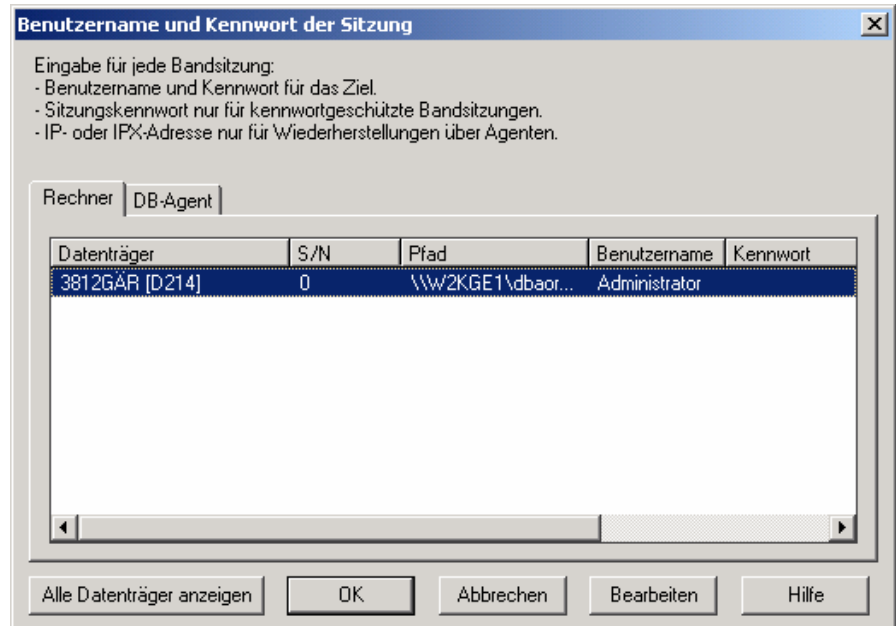 Benutzername und Kennwort der Sitzung
Eingabe für jede Bandsitzung:
- Benutzername und Kennwort für das Ziel.
- Sitzungskennwort nur für kennwortgeschützte Bandsitzungen.
- IP- oder IPX-Adresse nur für Wiederherstellungen über Agenten.
Rechner DB-Agent
Datenträger S/N Pfad Benutzername Kennwort
3812GÄR [D214] 0 \\W2KGE1\dbaor... Administrator
Alle Datenträger anzeigen OK Abbrechen Bearbeiten Hilfe